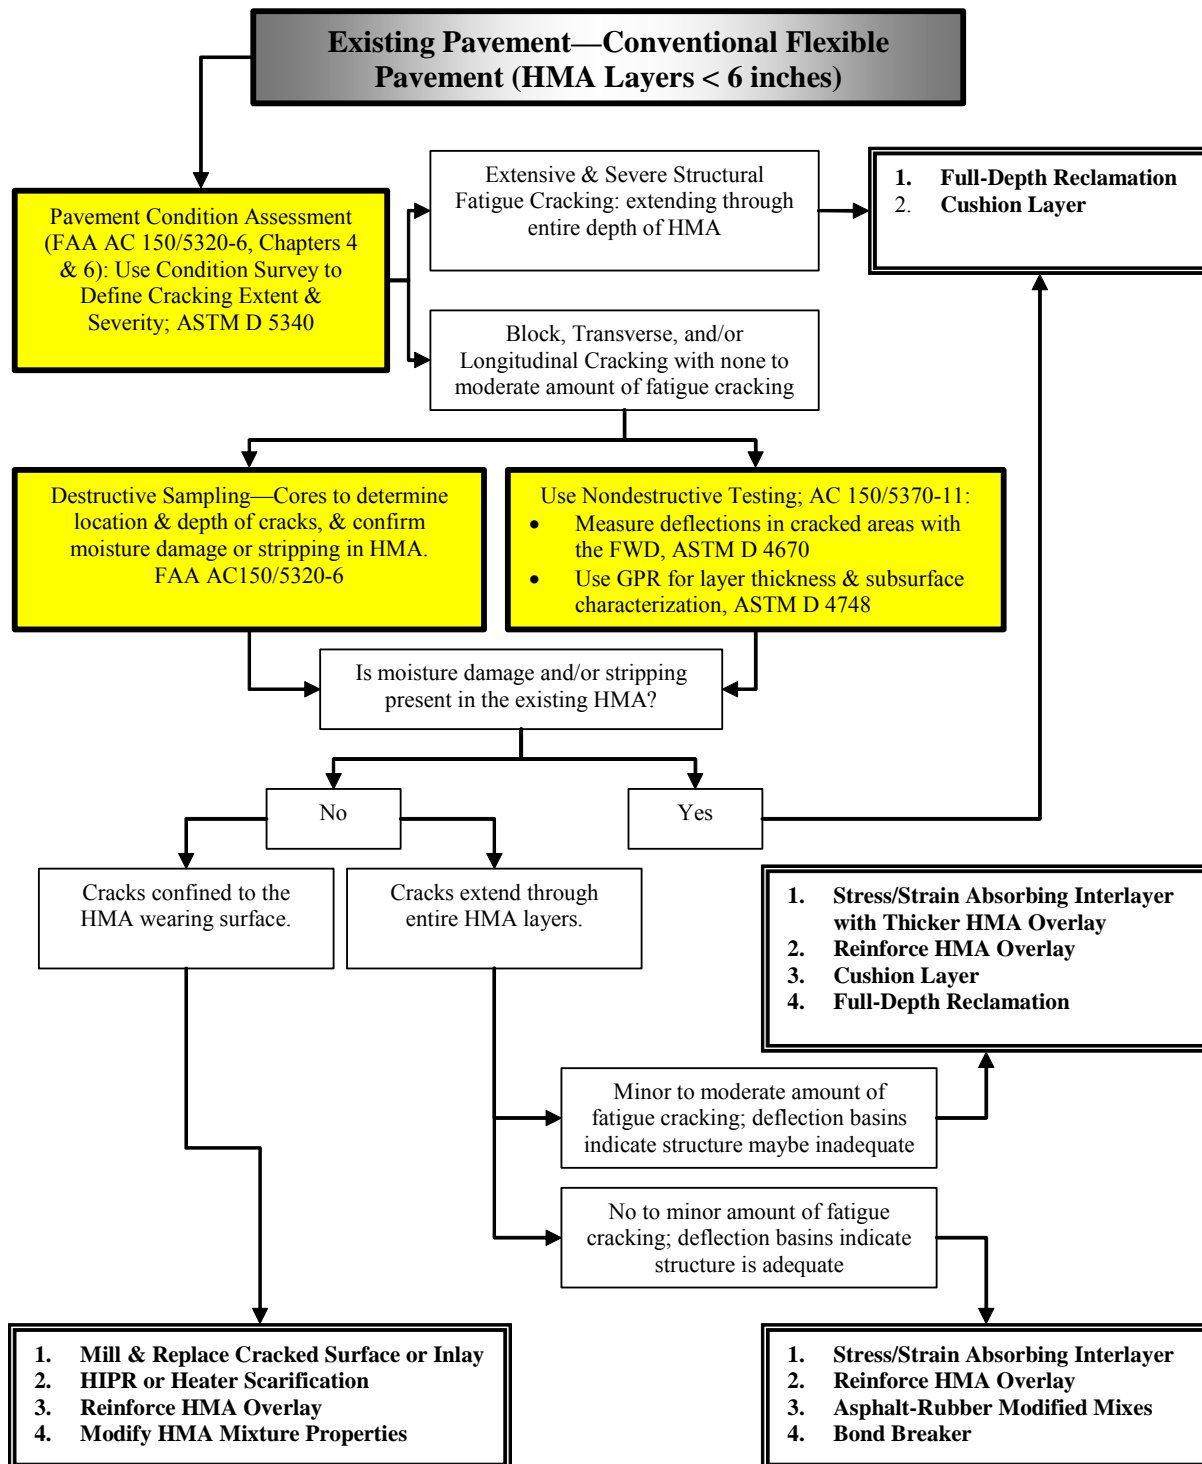 Existing Pavement—Conventional Flexible
Pavement (HMA Layers < 6 inches)
Pavement Condition Assessment
(FAA AC 150/5320-6, Chapters 4
& 6): Use Condition Survey to
Define Cracking Extent &
Severity; ASTM D 5340
Extensive & Severe Structural
Fatigue Cracking: extending through
entire depth of HMA
1. Full-Depth Reclamation
2. Cushion Layer
Block, Transverse, and/or
Longitudinal Cracking with none to
moderate amount of fatigue cracking
Destructive Sampling—Cores to determine
location & depth of cracks, & confirm
moisture damage or stripping in HMA.
FAA AC150/5320-6
Use Nondestructive Testing; AC 150/5370-11:
• Measure deflections in cracked areas with
the FWD, ASTM D 4670
• Use GPR for layer thickness & subsurface
characterization, ASTM D 4748
Is moisture damage and/or stripping
present in the existing HMA?
No
Yes
Cracks confined to the
HMA wearing surface.
Cracks extend through
entire HMA layers.
1. Stress/Strain Absorbing Interlayer
with Thicker HMA Overlay
2. Reinforce HMA Overlay
3. Cushion Layer
4. Full-Depth Reclamation
Minor to moderate amount of
fatigue cracking; deflection basins
indicate structure maybe inadequate
No to minor amount of fatigue
cracking; deflection basins indicate
structure is adequate
1. Mill & Replace Cracked Surface or Inlay
2. HIPR or Heater Scarification
3. Reinforce HMA Overlay
4. Modify HMA Mixture Properties
1. Stress/Strain Absorbing Interlayer
2. Reinforce HMA Overlay
3. Asphalt-Rubber Modified Mixes
4. Bond Breaker